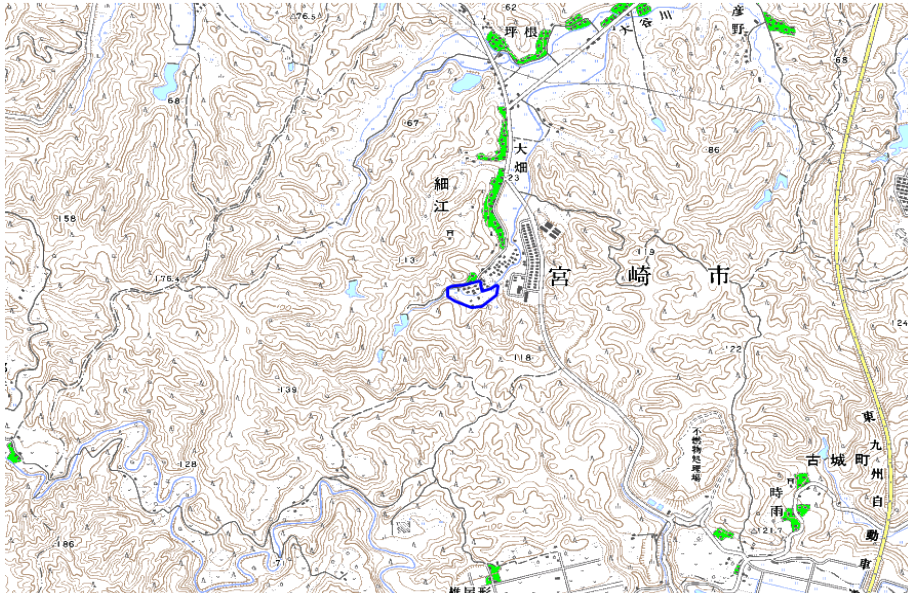 76.5
62
坪根
大谷川
彦野
68
68
67
大畑
86
細江
23
158
119
113
宮崎市
176.4
124
122
118
139
東九州自動車
不燃物処理場
古城町
128
時雨
121.7
186
71